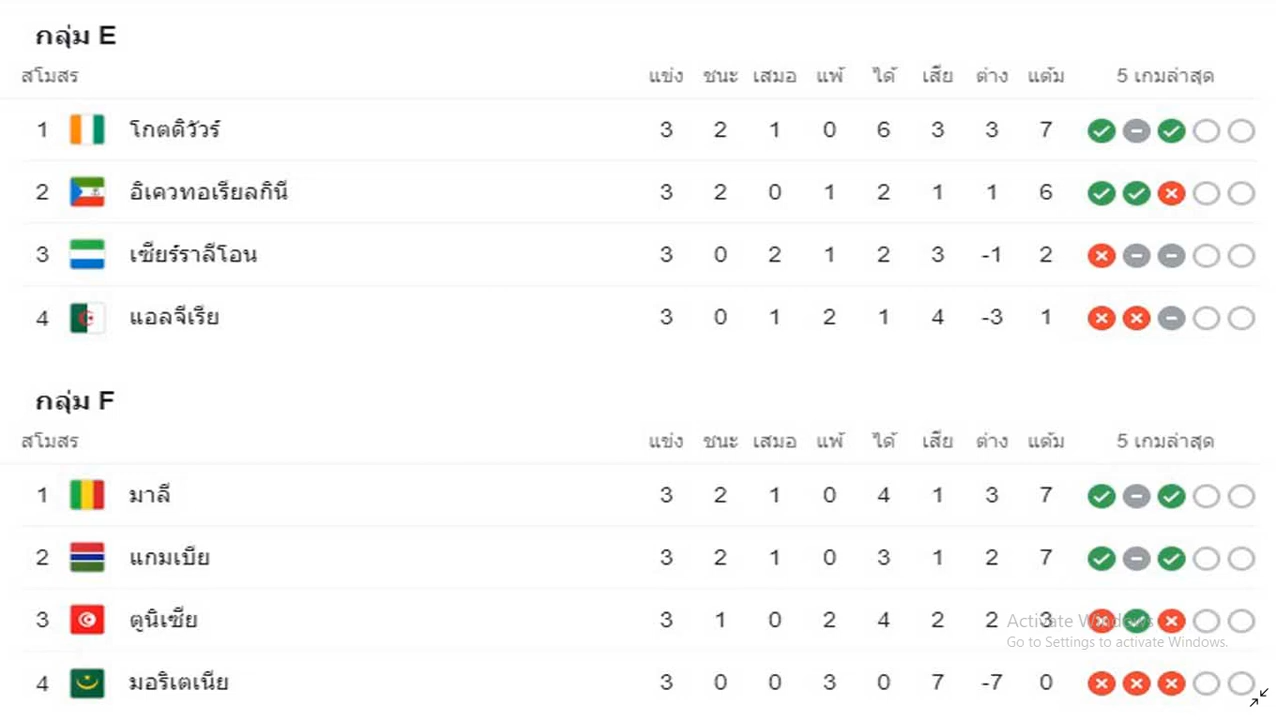 กลุ่ม E
สโมสร แข่ง ชนะ เสมอ แพ้ ได้ เสีย ต่าง แต้ม 5 เกมล่าสุด
1 โกตดิวัวร์ 3 2 1 0 6 3 3 7
2 อิเควทอเรียลกินี 3 2 0 1 2 1 1 6
3 เซียร์ราลีโอน 3 0 2 1 2 3 -1 2
4 แอลจีเรีย 3 0 1 2 1 4 -3 1
กลุ่ม F
สโมสร แข่ง ชนะ เสมอ แพ้ ได้ เสีย ต่าง แต้ม 5 เกมล่าสุด
1 มาลี 3 2 1 0 4 1 3 7
2 แกมเบีย 3 2 1 0 3 1 2 7
3 ตูนิเซีย 3 1 0 2 4 2 2 3
Activate Windows
Go to Settings to activate Windows.
4 มอริเตเนีย 3 0 0 3 0 7 -7 0